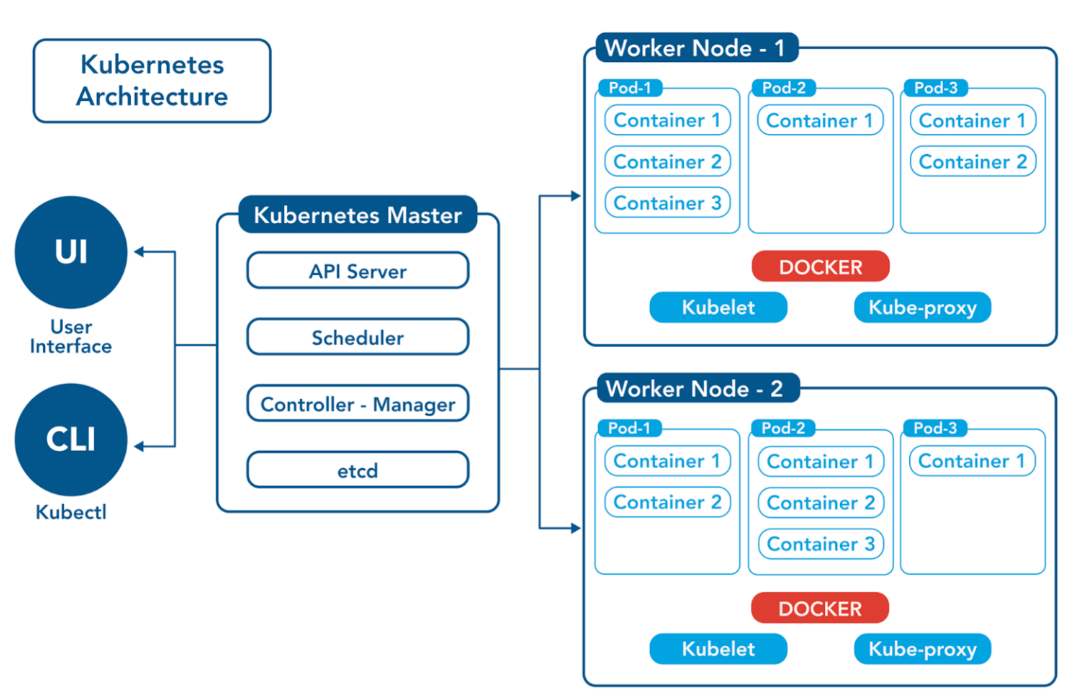 Kubernetes
Architecture
UI
User
Interface
CLI
Kubectl
Kubernetes Master
API Server
Scheduler
Controller - Manager
etcd
Worker Node - 1
Pod-1
Container 1
Container 2
Container 3
Pod-2
Container 1
Pod-3
Container 1
Container 2
DOCKER
Kubelet
Kube-proxy
Worker Node - 2
Pod-1
Container 1
Container 2
Pod-2
Container 1
Container 2
Container 3
Pod-3
Container 1
DOCKER
Kubelet
Kube-proxy